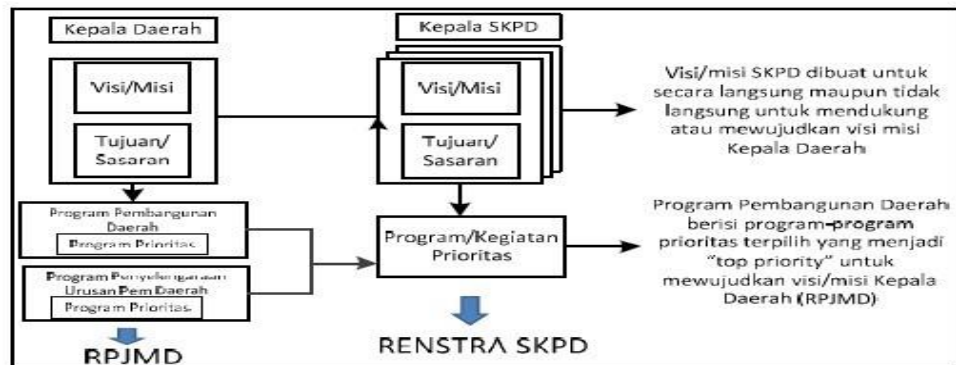 Kepala Daerah
Visi/Misi
Tujuan/
Sasaran
Program Pembangunan
Daerah
Program Prioritas
Program Penyelengaraan
Urusan Pem Daerah
Program Prioritas
RPJMD
Kepala SKPD
Visi/Misi
Tujuan/
Sasaran
Program/Kegiatan
Prioritas
RENSTRA SKPD
Visi/misi SKPD dibuat untuk
secara langsung maupun tidak
langsung untuk mendukung
atau mewujudkan visi misi
Kepala Daerah
Program Pembangunan Daerah
berisi program-program
prioritas terpilih yang menjadi
“top priority” untuk
mewujudkan visi/misi Kepala
Daerah (RPJMD)